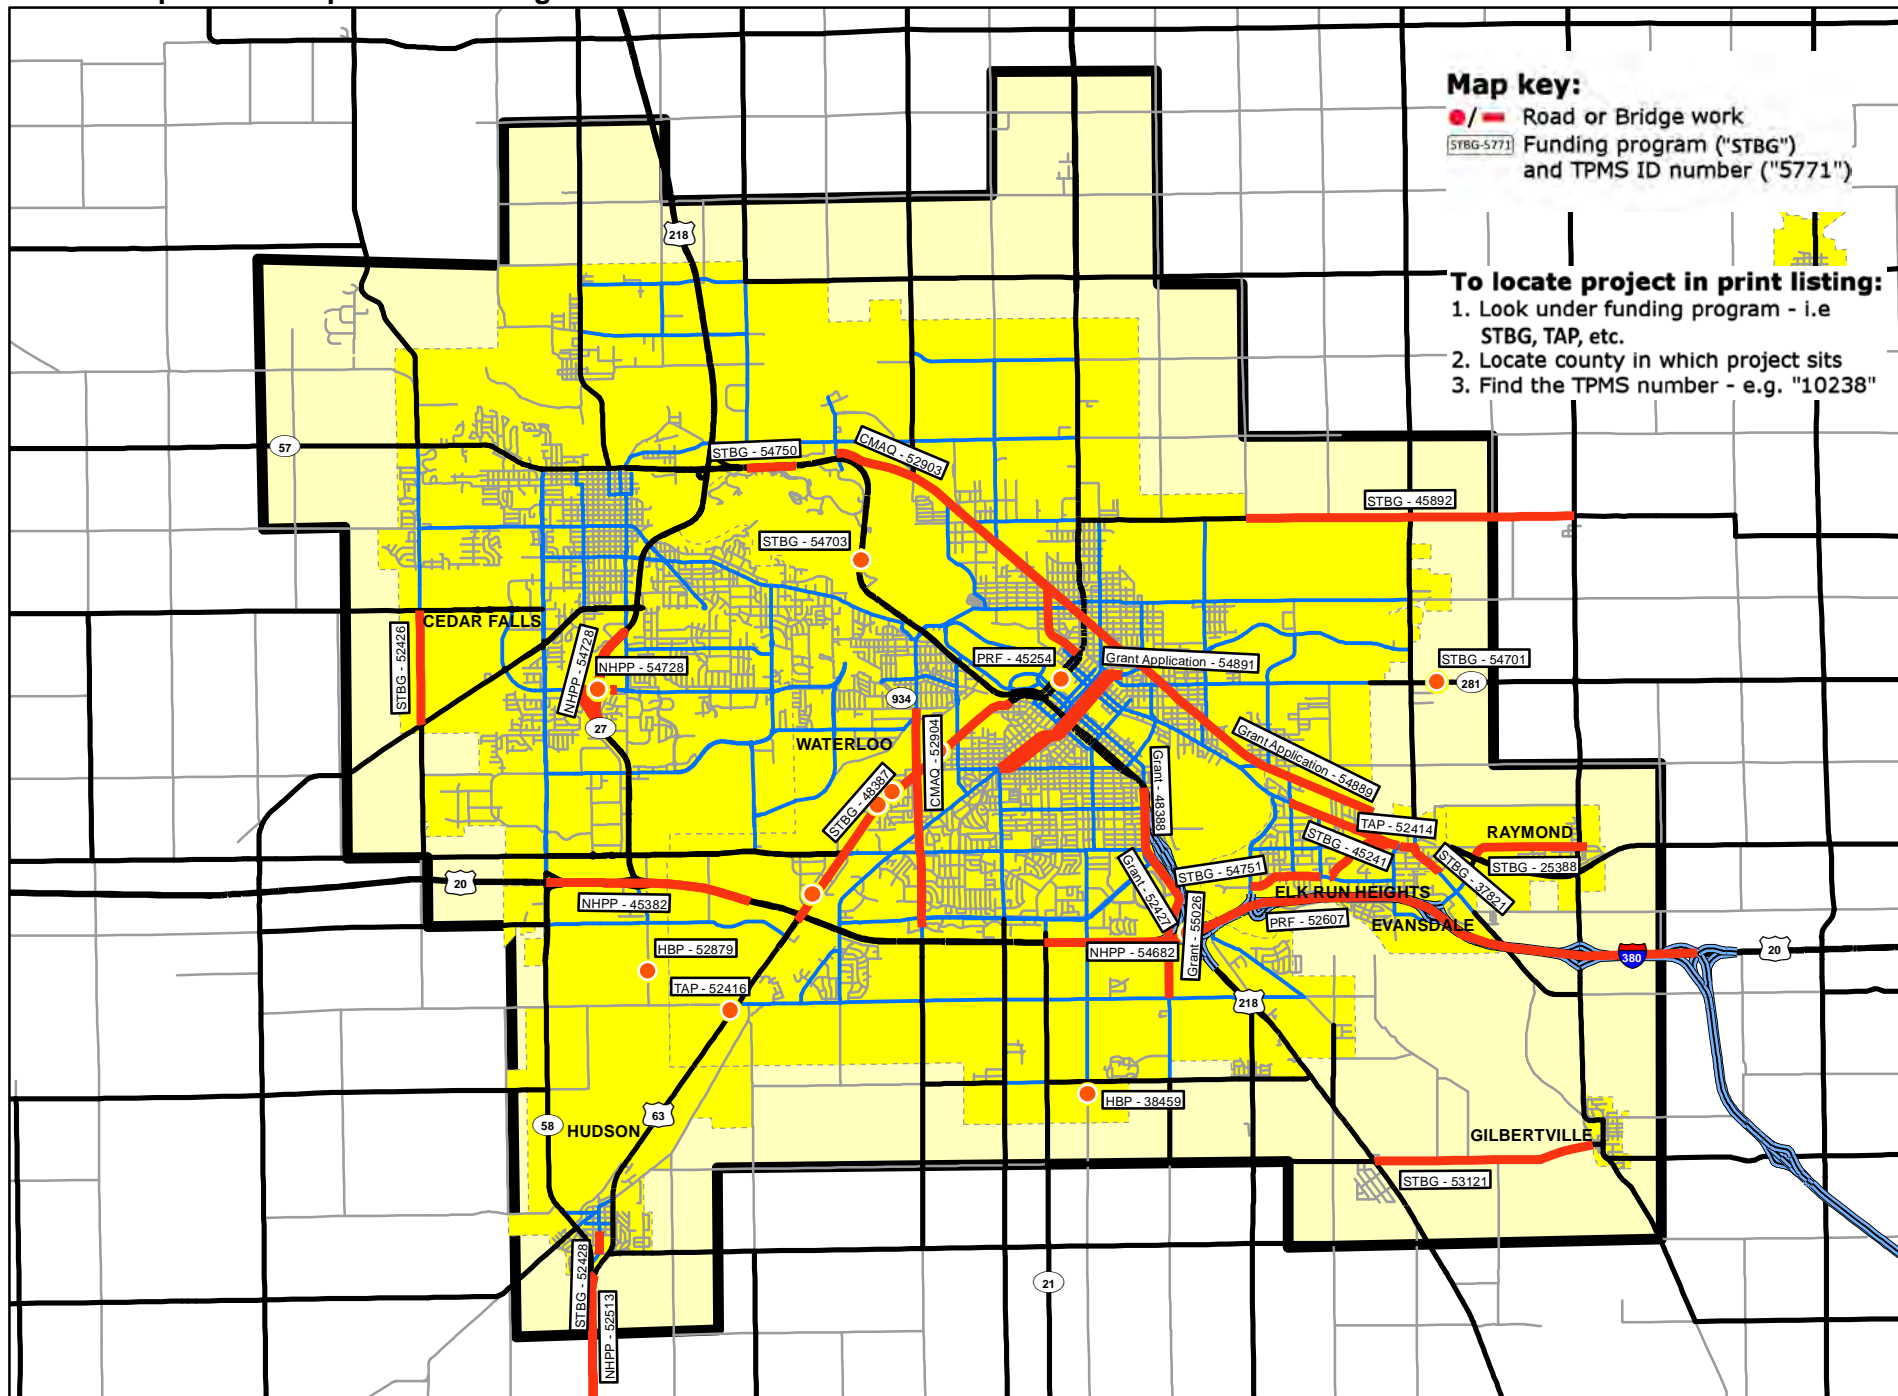 Map key:
Road or Bridge work
STBG-5771
Funding program ("STBG")
and TPMS ID number ("5771")
To locate project in print listing:
1. Look under funding program - i.e
STBG, TAP, etc.
2. Locate county in which project sits
3. Find the TPMS number - e.g. "10238"
218
57
STBG - 54750
CMAQ - 52903
STBG - 45892
STBG - 54703
CEDAR FALLS
STBG - 52426
NHPP - 54728
NHPP - 54728
PRF - 45254
Grant Application - 54891
STBG - 54701
281
934
27
WATERLOO
CMAQ - 52904
STBG - 48387
Grant - 48388
Grant Application - 54889
TAP - 52414
RAYMOND
STBG - 45241
STBG - 25388
STBG - 37821
STBG - 54751
Grant - 52427
ELK RUN HEIGHTS
20
NHPP - 45382
Grant - 55026
PRF - 52607
EVANSDALE
HBP - 52879
NHPP - 54682
380
20
TAP - 52416
218
HBP - 38459
63
58
HUDSON
GILBERTVILLE
STBG - 53121
STBG - 52428
21
NHPP - 52513